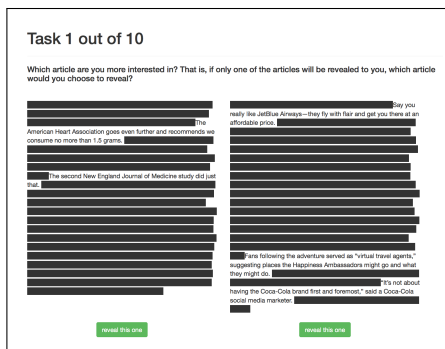 Task 1 out of 10
Which article are you more interested in? That is, if only one of the articles will be revealed to you, which article
would you choose to reveal?
The
American Heart Association goes even further and recommends we
consume no more than 1.5 grams.
The second New England Journal of Medicine study did just
that.
reveal this one
Say you
really like JetBlue Airways—they fly with flair and get you there at an
affordable price.
Fans following the adventure served as "virtual travel agents,"
suggesting places the Happiness Ambassadors might go and what
they might do.
"It's not about
having the Coca-Cola brand first and foremost," said a Coca-Cola
social media marketer.
reveal this one